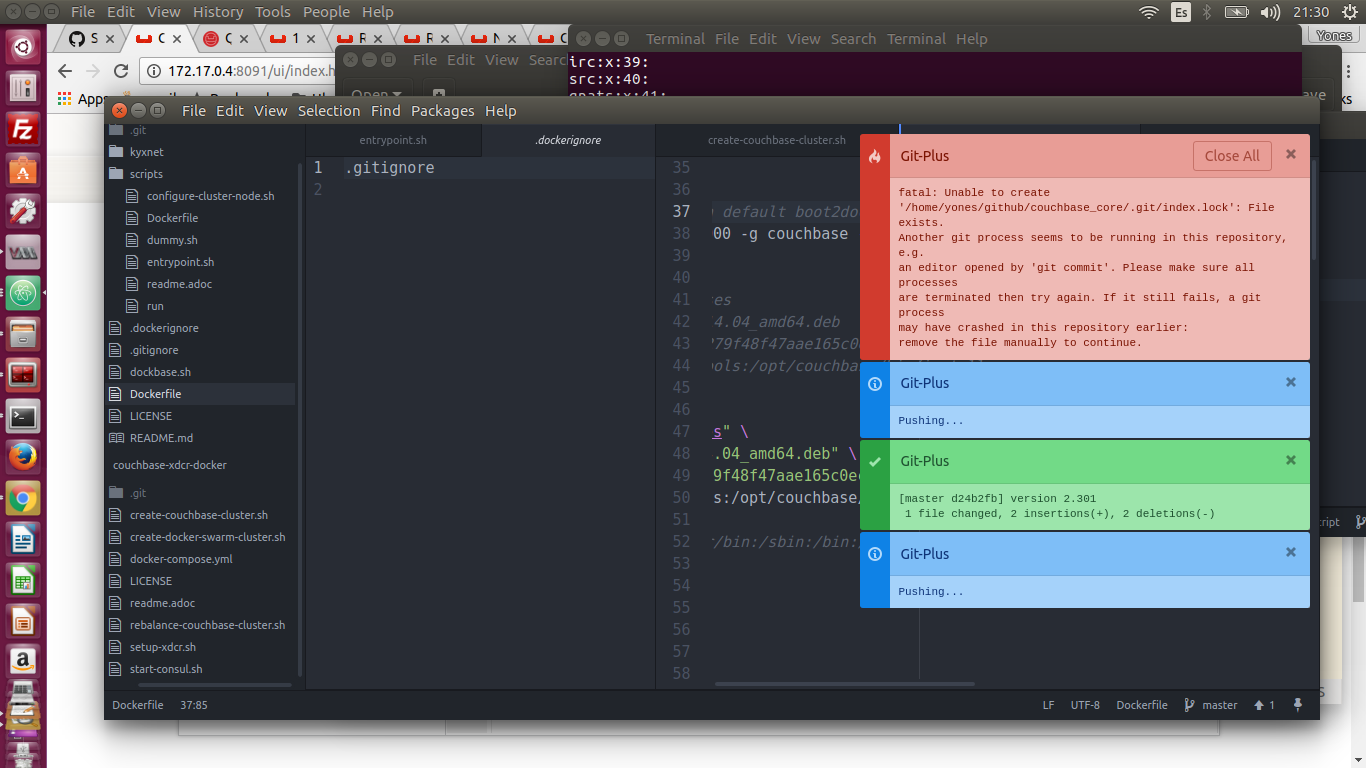 File Edit View History Tools People Help
Es
21:30
Yones
Terminal File Edit View Search Terminal Help
172.17.0.4:8091/ui/index.h
File Edit View
irc:x:39:
src:x:40:
Open
File Edit View Selection Find Packages Help
.git
kyxnet
scripts
configure-cluster-node.sh
Dockerfile
dummy.sh
entrypoint.sh
readme.adoc
run
.dockerignore
.gitignore
dockbase.sh
Dockerfile
LICENSE
README.md
couchbase-xdcr-docker
.git
create-couchbase-cluster.sh
create-docker-swarm-cluster.sh
docker-compose.yml
LICENSE
readme.adoc
rebalance-couchbase-cluster.sh
setup-xdcr.sh
start-consul.sh
entrypoint.sh
.dockerignore
create-couchbase-cluster.sh
1 .gitignore
2
35
36
37 default boot2do
38 00 -g couchbase
39
40
41 es
42 4.04_amd64.deb
43 79f48f47aae165c0
44 ools:/opt/couchba
45
46
47 s" \
48 .04_amd64.deb" \
49 9f48f47aae165c0e
50 s:/opt/couchbase/
51
52 /bin:/sbin:/bin:
53
54
55
56
57
58
Git-Plus
Close All
fatal: Unable to create
'/home/yones/github/couchbase_core/.git/index.lock': File
exists.
Another git process seems to be running in this repository,
e.g.
an editor opened by 'git commit'. Please make sure all
processes
are terminated then try again. If it still fails, a git
process
may have crashed in this repository earlier:
remove the file manually to continue.
Git-Plus
Pushing...
Git-Plus
[master d24b2fb] version 2.301
1 file changed, 2 insertions(+), 2 deletions(-)
Git-Plus
Pushing...
Dockerfile 37:85
LF UTF-8 Dockerfile master 1